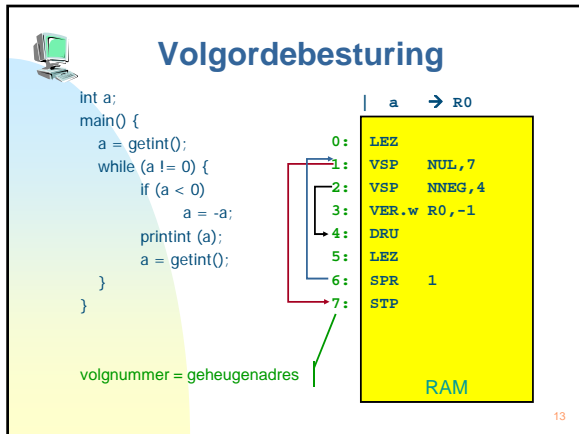 Volgordebesturing
int a;
main() {
a = getint();
while (a != 0) {
if (a < 0)
a = -a;
printint (a);
a = getint();
}
}
| a → R0
0: LEZ
1: VSP NUL,7
2: VSP NNEG,4
3: VER.w R0,-1
4: DRU
5: LEZ
6: SPR 1
7: STP
volgnummer = geheugenadres
RAM
13